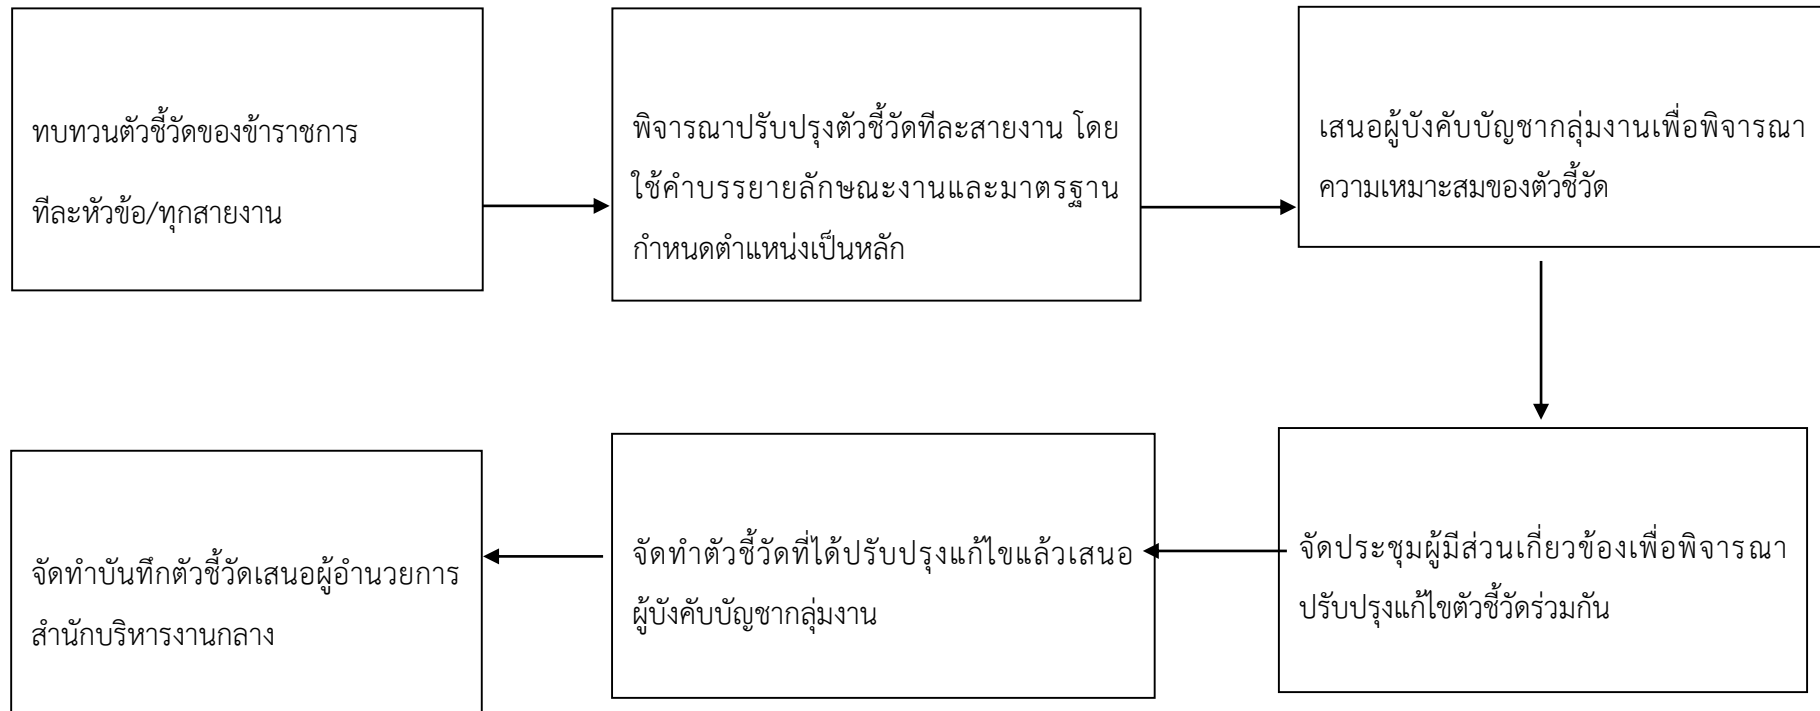 ทบทวนตัวชี้วัดของข้าราชการ
ทีละหัวข้อ/ทุกสายงาน
พิจารณาปรับปรุงตัวชี้วัดทีละสายงาน โดย
ใช้คำบรรยายลักษณะงานและมาตรฐาน
กำหนดตำแหน่งเป็นหลัก
เสนอผู้บังคับบัญชากลุ่มงานเพื่อพิจารณา
ความเหมาะสมของตัวชี้วัด
จัดประชุมผู้มีส่วนเกี่ยวข้องเพื่อพิจารณา
ปรับปรุงแก้ไขตัวชี้วัดร่วมกัน
จัดทำตัวชี้วัดที่ได้ปรับปรุงแก้ไขแล้วเสนอ
ผู้บังคับบัญชากลุ่มงาน
จัดทำบันทึกตัวชี้วัดเสนอผู้อำนวยการ
สำนักบริหารงานกลาง